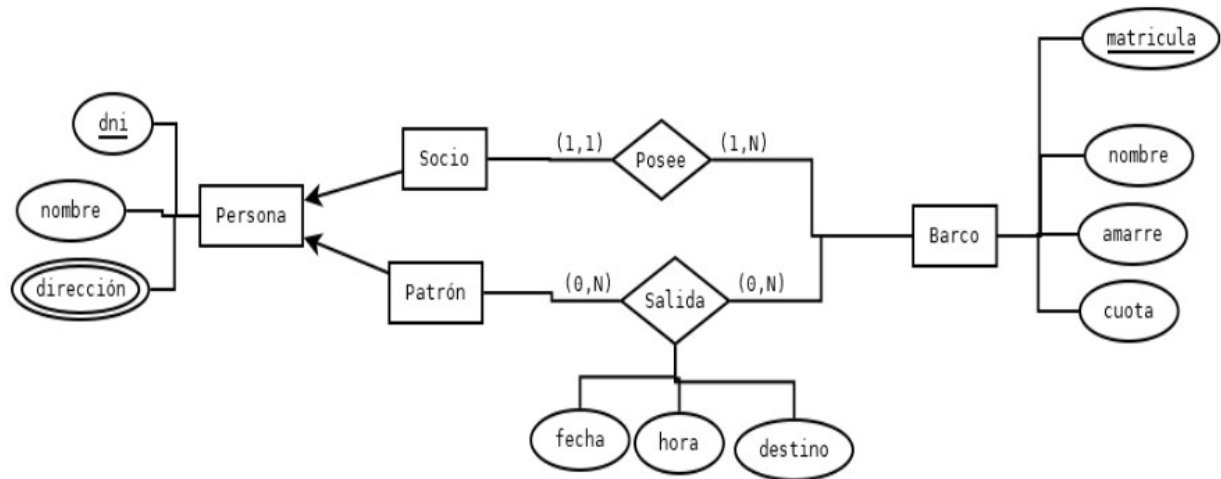 matricula
dni
Socio
(1,1)
Posee
(1,N)
nombre
nombre
Persona
Barco
amarre
dirección
Patrón
(0,N)
Salida
(0,N)
cuota
fecha
hora
destino